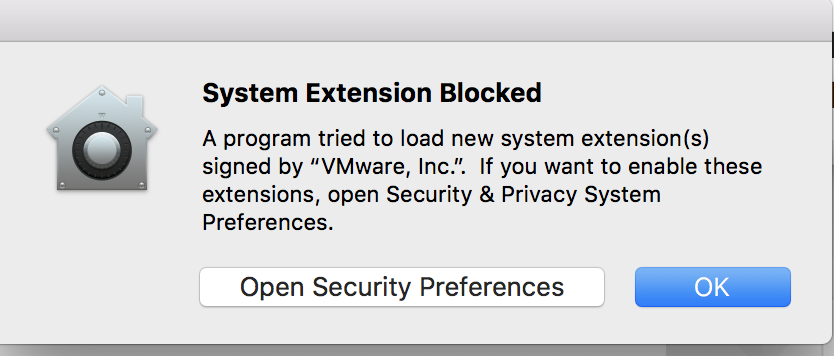 System Extension Blocked
A program tried to load new system extension(s)
signed by “VMware, Inc.”.  If you want to enable these
extensions, open Security & Privacy System
Preferences.
Open Security Preferences
OK